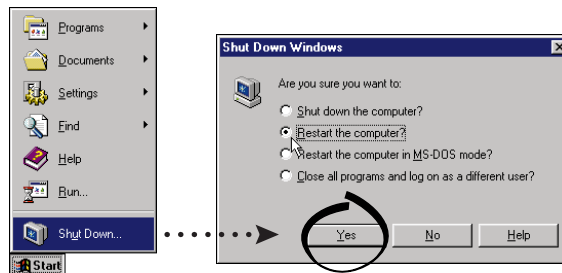 Programs
Documents
Settings
Find
Help
Run...
Shut Down...
Start
Shut Down Windows
Are you sure you want to:
Shut down the computer?
Restart the computer?
Restart the computer in MS-DOS mode?
Close all programs and log on as a different user?
Yes No Help